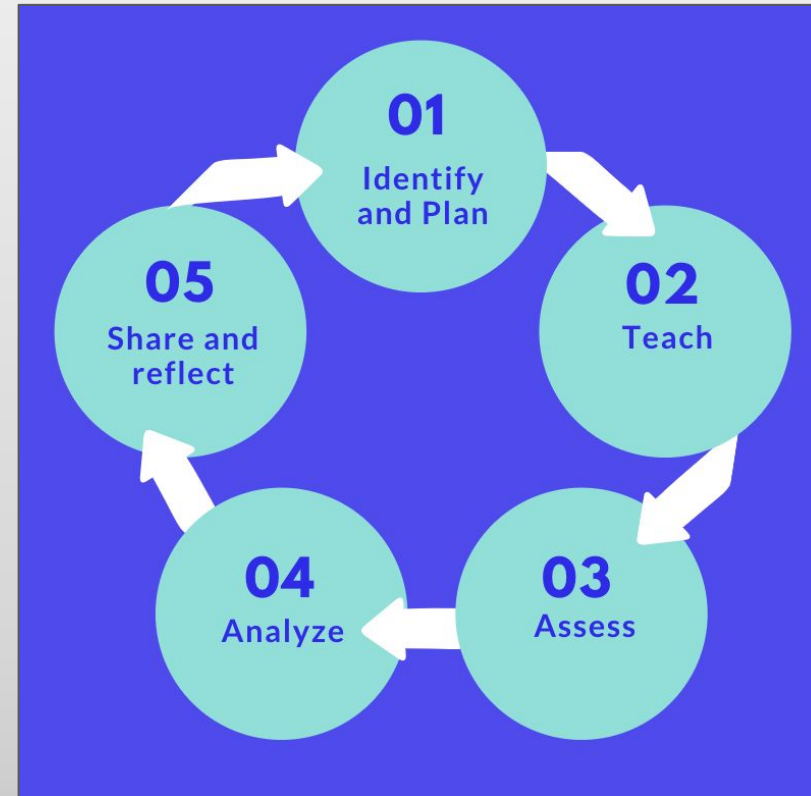 01
Identify
and Plan
02
Teach
03
Assess
04
Analyze
05
Share and
reflect